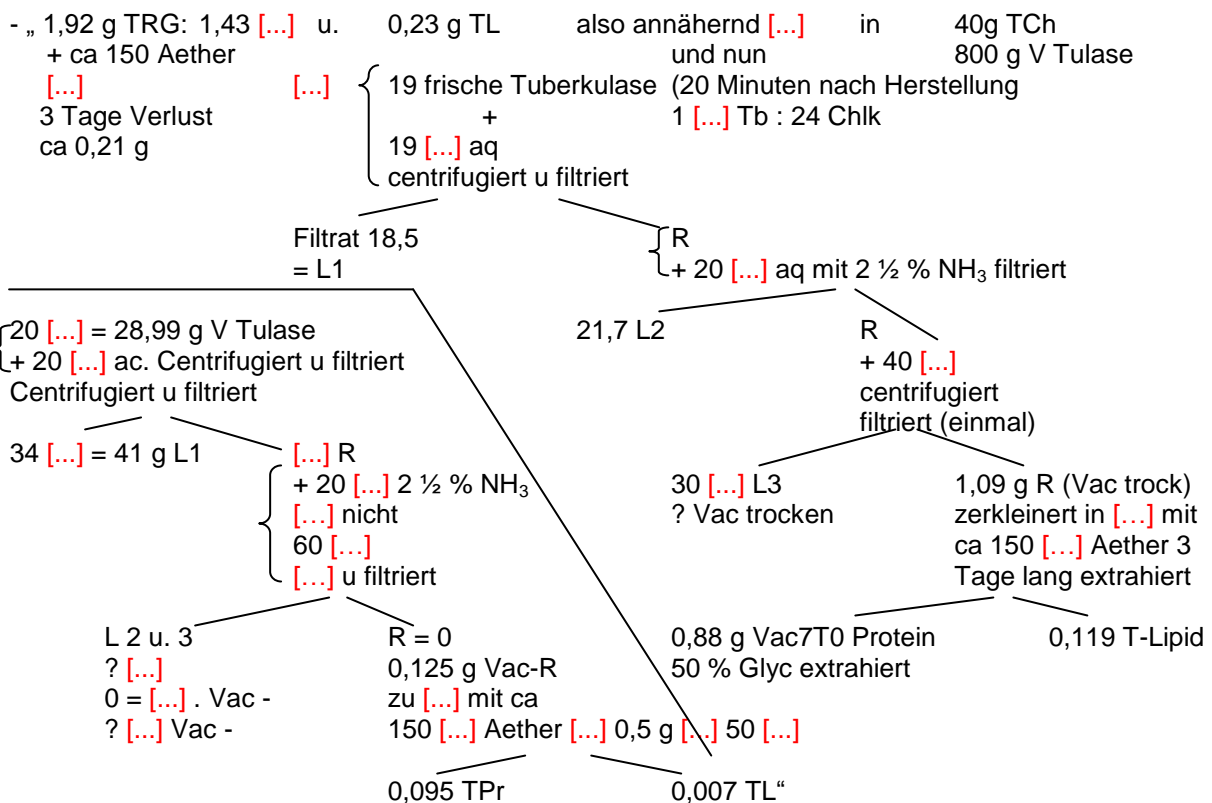 - „ 1,92 g TRG: 1,43 [...] u. 0,23 g TL also annähernd [...] in 40g TCh
+ ca 150 Aether und nun 800 g V Tulase
[...] [...] 19 frische Tuberkulase (20 Minuten nach Herstellung
3 Tage Verlust + 1 [...] Tb : 24 Chlk
ca 0,21 g 19 [...] aq
centrifugiert u filtriert
Filtrat 18,5
= L1
R
+ 20 [...] aq mit 2 ½ % NH₃ filtriert
20 [...] = 28,99 g V Tulase
+ 20 [...] ac. Centrifugiert u filtriert
Centrifugiert u filtriert
21,7 L2
R
+ 40 [...]
centrifugiert
filtriert (einmal)
34 [...] = 41 g L1
[...] R
+ 20 [...] 2 ½ % NH₃
[...] nicht
60 [...]
[...] u filtriert
30 [...] L3
? Vac trocken
1,09 g R (Vac trock)
zerkleinert in [...] mit
ca 150 [...] Aether 3
Tage lang extrahiert
L 2 u. 3
? [...]
0 = [...] . Vac -
? [...] Vac -
R = 0
0,125 g Vac-R
zu [...] mit ca
150 [...] Aether [...] 0,5 g [...] 50 [...]
0,88 g Vac7T0 Protein
50 % Glyc extrahiert
0,119 T-Lipid
0,095 TPr
0,007 TL“